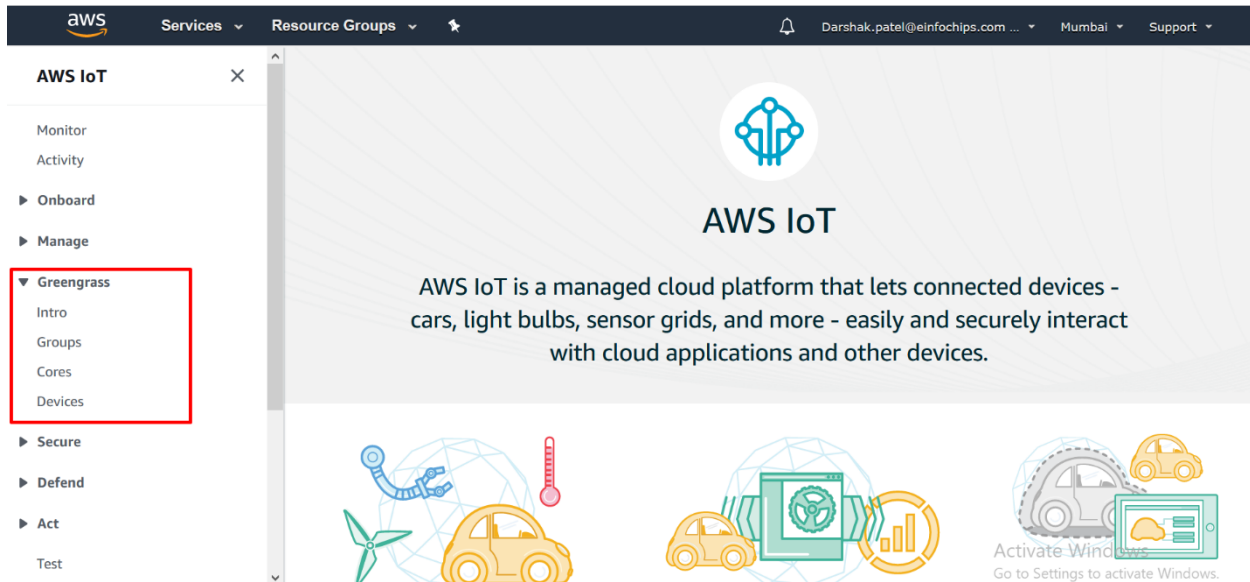 aws Services Resource Groups Darshak.patel@einfochips.com ... Mumbai Support
AWS IoT
Monitor
Activity
Onboard
Manage
Greengrass
Intro
Groups
Cores
Devices
Secure
Defend
Act
Test
AWS IoT
AWS IoT is a managed cloud platform that lets connected devices -
cars, light bulbs, sensor grids, and more - easily and securely interact
with cloud applications and other devices.
Activate Windows
Go to Settings to activate Windows.